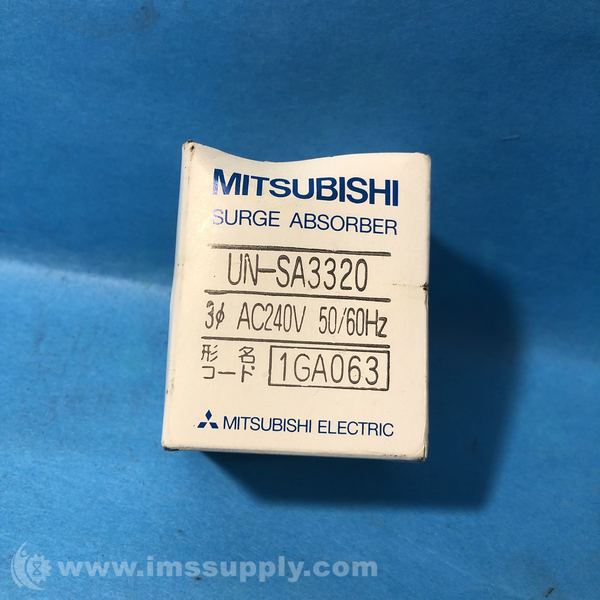 MITSUBISHI
SURGE ABSORBER
UN-SA3320
3φ AC240V 50/60Hz
形名
コード 1GA063
MITSUBISHI ELECTRIC
www.imssupply.com